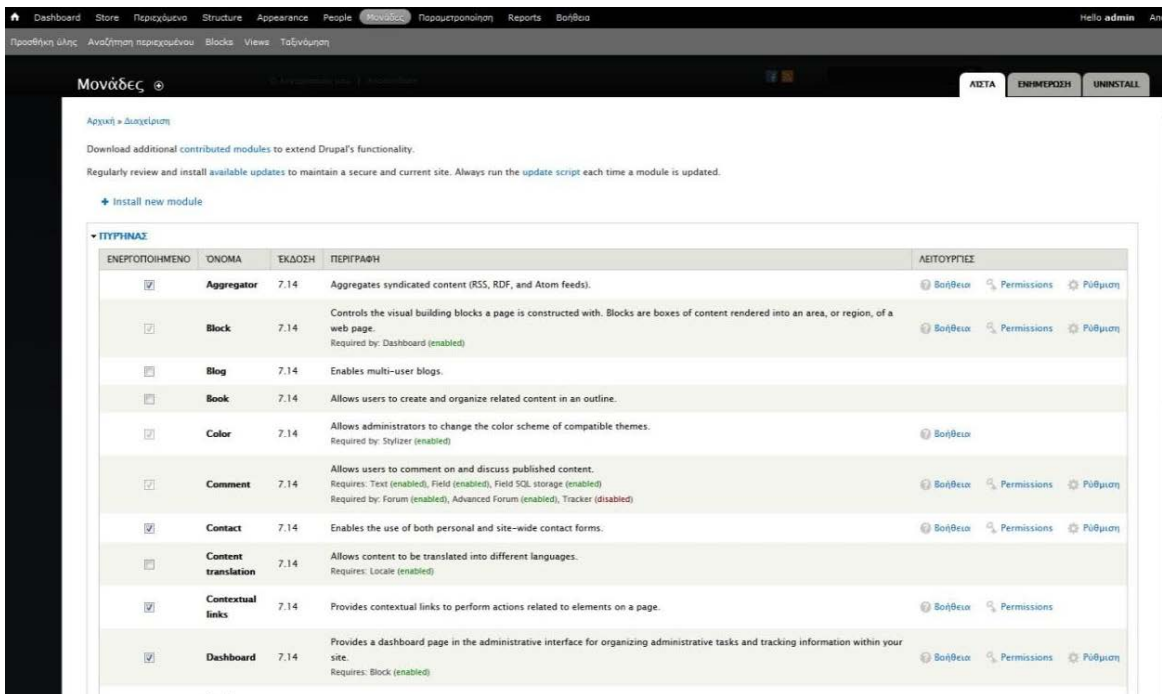 Dashboard Store Περιεχόμενο Structure Appearance People Μονάδες Παραμετροποίηση Reports Βοήθεια Hello admin
Προσθήκη ύλης Αναζήτηση περιεχομένου Blocks Views Ταξινόμηση
Μονάδες
ΛΊΣΤΑ ΕΝΗΜΈΡΩΣΗ UNINSTALL
Αρχική » Διαχείριση
Download additional contributed modules to extend Drupal's functionality.
Regularly review and install available updates to maintain a secure and current site. Always run the update script each time a module is updated.
+ Install new module
ΠΥΡΉΝΑΣ
ΕΝΕΡΓΟΠΟΙΗΜΈΝΟ ΌΝΟΜΑ ΈΚΔΟΣΗ ΠΕΡΙΓΡΑΦΉ ΛΕΙΤΟΥΡΓΊΕΣ
Aggregator 7.14 Aggregates syndicated content (RSS, RDF, and Atom feeds). Βοήθεια Permissions Ρύθμιση
Controls the visual building blocks a page is constructed with. Blocks are boxes of content rendered into an area, or region, of a
Block 7.14 web page. Βοήθεια Permissions Ρύθμιση
Required by: Dashboard (enabled)
Blog 7.14 Enables multi-user blogs.
Book 7.14 Allows users to create and organize related content in an outline.
Allows administrators to change the color scheme of compatible themes.
Color 7.14 Βοήθεια
Required by: Stylizer (enabled)
Allows users to comment on and discuss published content.
Comment 7.14 Requires: Text (enabled), Field (enabled), Field SQL storage (enabled) Βοήθεια Permissions Ρύθμιση
Required by: Forum (enabled), Advanced Forum (enabled), Tracker (disabled)
Contact 7.14 Enables the use of both personal and site-wide contact forms. Βοήθεια Permissions Ρύθμιση
Content Allows content to be translated into different languages.
translation 7.14 Requires: Locale (enabled)
Contextual
links 7.14 Provides contextual links to perform actions related to elements on a page. Βοήθεια Permissions
Provides a dashboard page in the administrative interface for organizing administrative tasks and tracking information within your
Dashboard 7.14 site. Βοήθεια Permissions Ρύθμιση
Requires: Block (enabled)